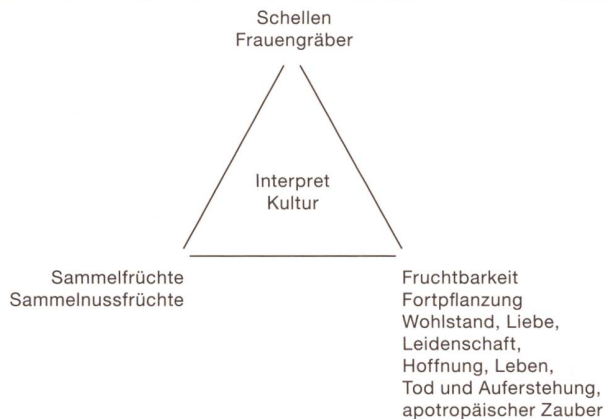 Schellen
Frauengräber
Interpret
Kultur
Sammelfrüchte
Sammelnussfrüchte
Fruchtbarkeit
Fortpflanzung
Wohlstand, Liebe,
Leidenschaft,
Hoffnung, Leben,
Tod und Auferstehung,
apotropäischer Zauber